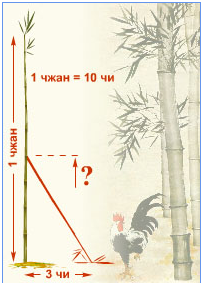 1 чжан = 10 чи
1 чжан
?
3 чи